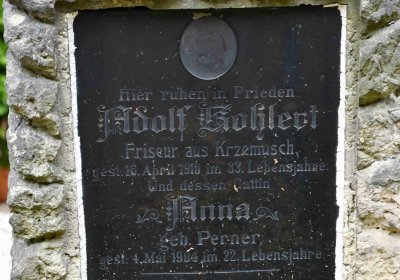 Hier ruhen in Frieden
Adolf Kohlert
Friseur aus Krzemusch,
gest. 18. April 1910 im 33. Lebensjahre.
Und dessen Gattin
Anna
geb Perner,
gest. 4. Mai 1904 im 22. Lebensjahre.